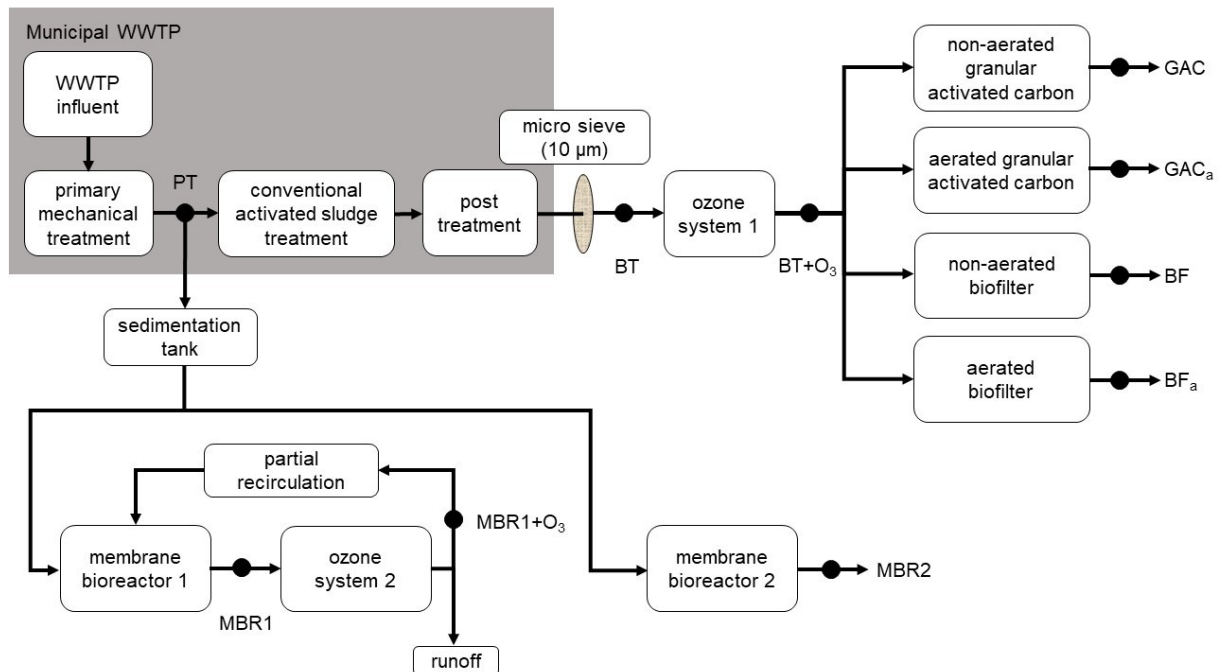 Municipal WWTP
WWTP
influent
primary
mechanical
treatment
PT
conventional
activated sludge
treatment
post
treatment
micro sieve
(10 µm)
BT
ozone
system 1
BT+O₃
non-aerated
granular
activated carbon
GAC
aerated granular
activated carbon
GACₐ
non-aerated
biofilter
BF
aerated
biofilter
BFₐ
sedimentation
tank
partial
recirculation
membrane
bioreactor 1
MBR1
ozone
system 2
MBR1+O₃
runoff
membrane
bioreactor 2
MBR2